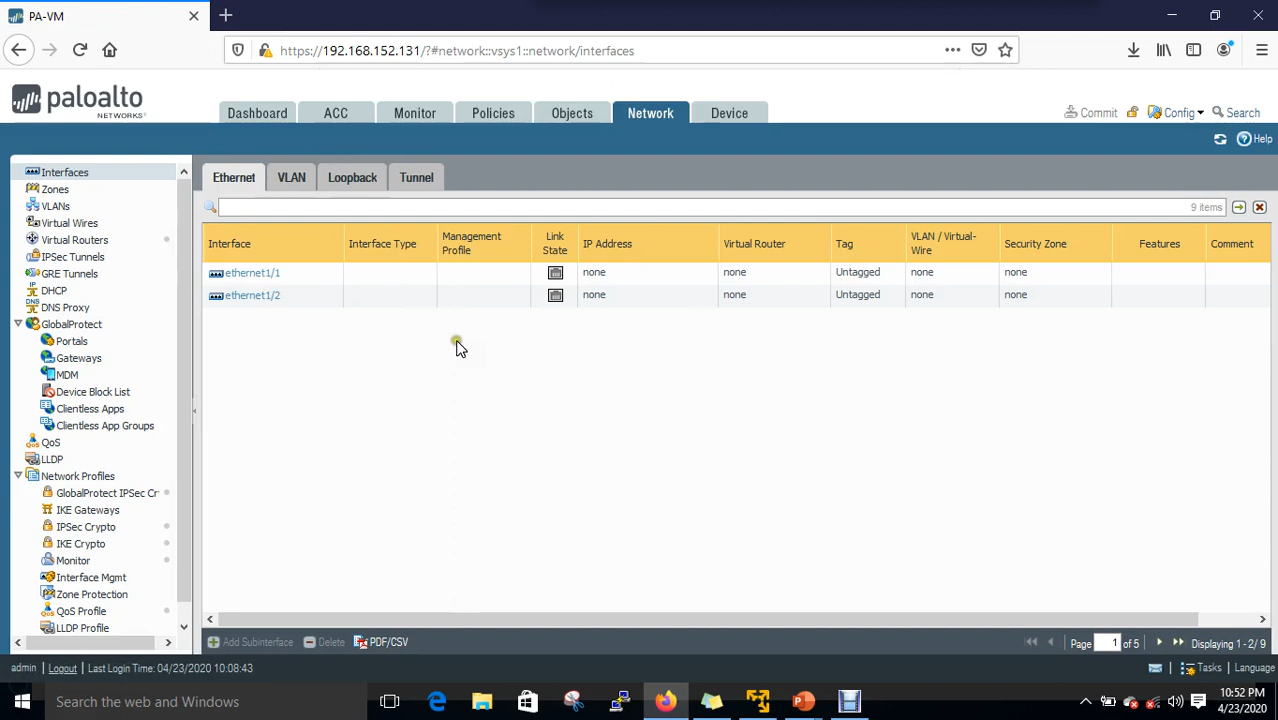 PA-VM
https://192.168.152.131/?#network::vsys1::network/interfaces
paloalto
NETWORKS
Dashboard ACC Monitor Policies Objects Network Device
Commit Config Search
Help
Interfaces
Zones
VLANs
Virtual Wires
Virtual Routers
IPSec Tunnels
GRE Tunnels
DHCP
DNS Proxy
GlobalProtect
Portals
Gateways
MDM
Device Block List
Clientless Apps
Clientless App Groups
QoS
LLDP
Network Profiles
GlobalProtect IPSec Cr
IKE Gateways
IPSec Crypto
IKE Crypto
Monitor
Interface Mgmt
Zone Protection
QoS Profile
LLDP Profile
Ethernet VLAN Loopback Tunnel
9 items
Interface Interface Type Management Profile Link State IP Address Virtual Router Tag VLAN / Virtual-Wire Security Zone Features Comment
ethernet1/1 none none Untagged none none
ethernet1/2 none none Untagged none none
Add Subinterface Delete PDF/CSV
Page 1 of 5 Displaying 1 - 2/ 9
admin Logout Last Login Time: 04/23/2020 10:08:43
Tasks Language
Search the web and Windows
10:52 PM
4/23/2020